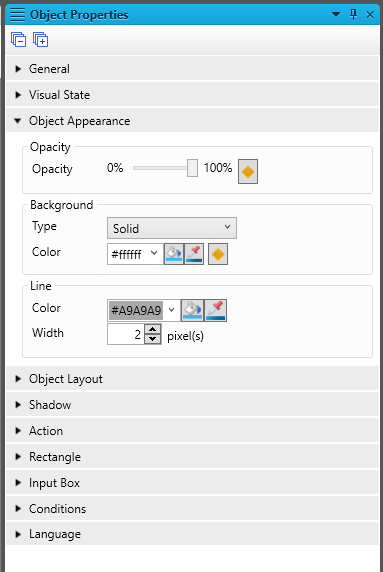 Object Properties
General
Visual State
Object Appearance
Opacity
Opacity 0% 100%
Background
Type Solid
Color #ffffff
Line
Color #A9A9A9
Width 2 pixel(s)
Object Layout
Shadow
Action
Rectangle
Input Box
Conditions
Language